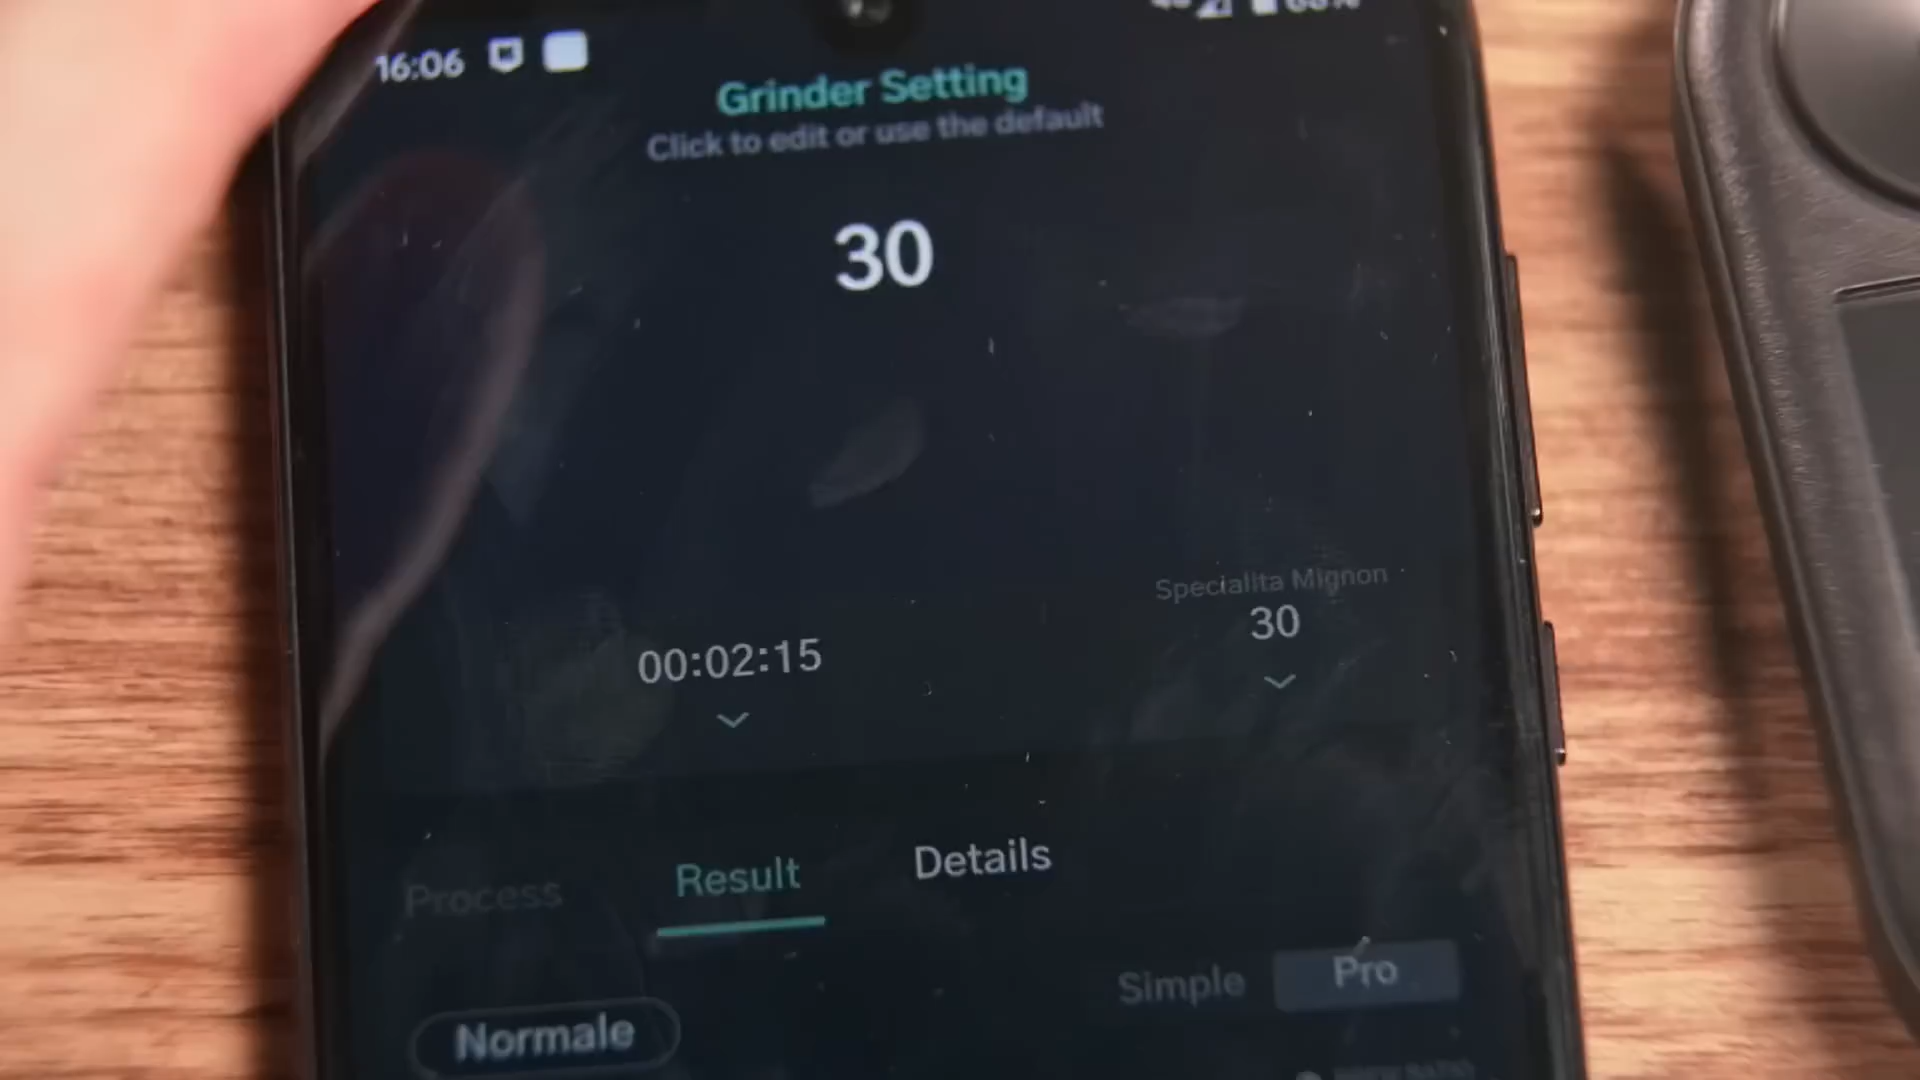 16:06
Grinder Setting
Click to edit or use the default
30
Specialita Mignon
30
00:02:15
Process
Result
Details
Simple
Pro
Normale